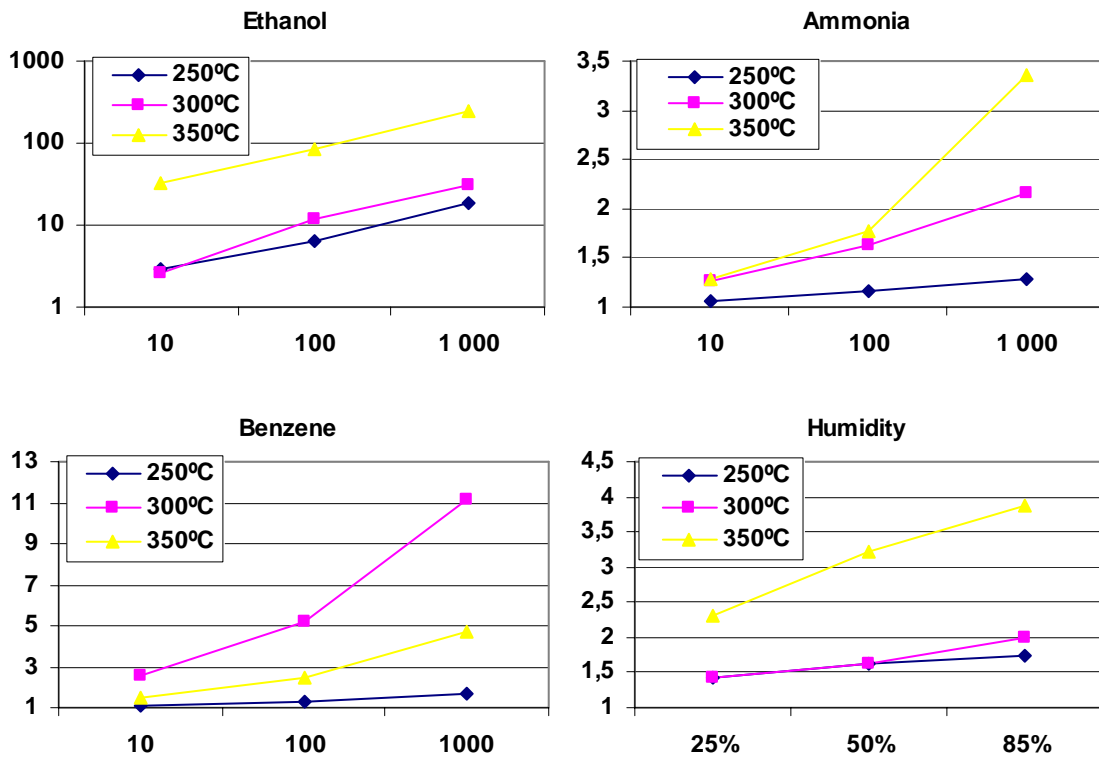 Ethanol
1000
100
10
1
250ºC
300ºC
350ºC
10 100 1 000
Ammonia
3,5
3
2,5
2
1,5
1
250ºC
300ºC
350ºC
10 100 1 000
Benzene
13
11
9
7
5
3
1
250ºC
300ºC
350ºC
10 100 1000
Humidity
4,5
4
3,5
3
2,5
2
1,5
1
250ºC
300ºC
350ºC
25% 50% 85%